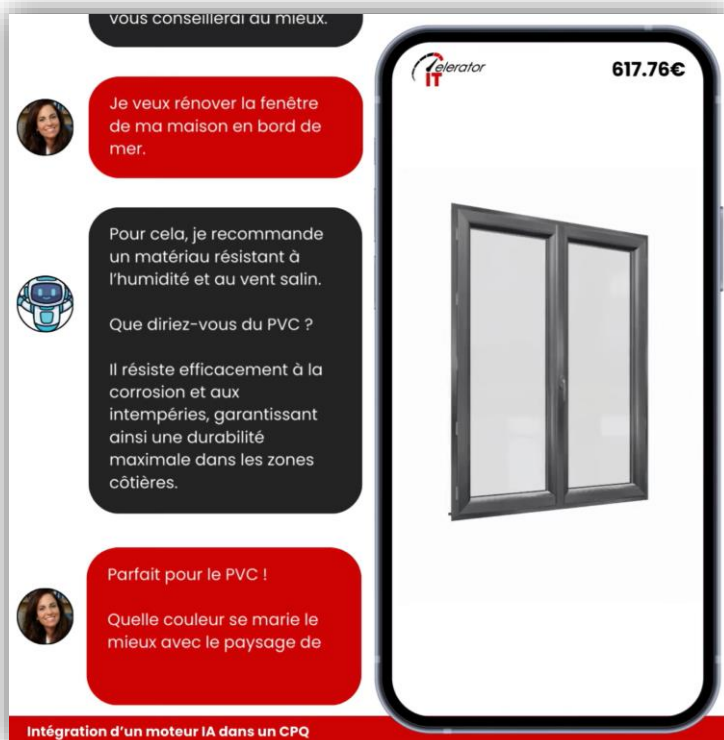 vous conseillerai au mieux.
Je veux rénover la fenêtre
de ma maison en bord de
mer.
Pour cela, je recommande
un matériau résistant à
l'humidité et au vent salin.
Que diriez-vous du PVC ?
Il résiste efficacement à la
corrosion et aux
intempéries, garantissant
ainsi une durabilité
maximale dans les zones
côtières.
Parfait pour le PVC !
Quelle couleur se marie le
mieux avec le paysage de
elerator
IT
617.76€
Intégration d'un moteur IA dans un CPQ